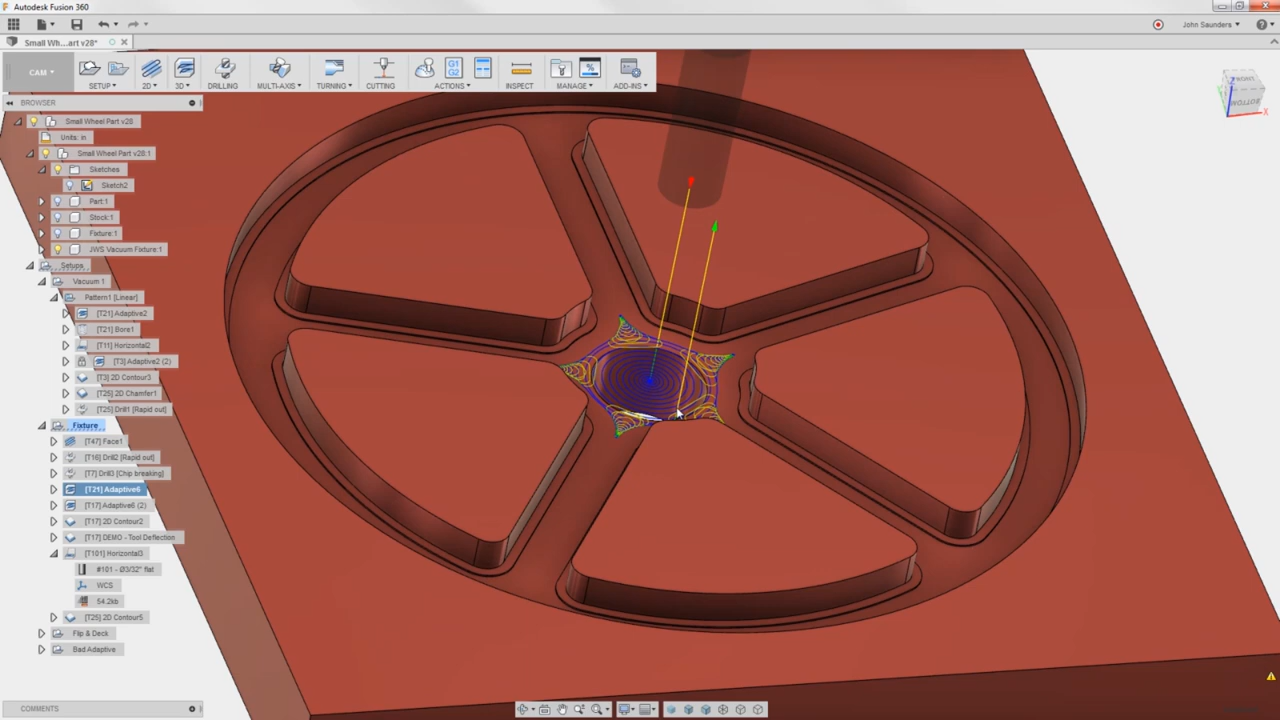 Autodesk Fusion 360
John Saunders
Small Wh...art v28*
CAM
SETUP
2D
3D
DRILLING
MULTI-AXIS
TURNING
CUTTING
G1
G2
ACTIONS
INSPECT
MANAGE
ADD-INS
BROWSER
Small Wheel Part v28
Units: in
Small Wheel Part v28:1
Sketches
Sketch2
Part:1
Stock:1
Fixture:1
JWS Vacuum Fixture:1
Setups
Vacuum 1
Pattern1 [Linear]
[T21] Adaptive2
[T21] Bore1
[T11] Horizontal2
[T3] Adaptive2 (2)
[T3] 2D Contour3
[T25] 2D Chamfer1
[T25] Drill1 [Rapid out]
Fixture
[T47] Face1
[T16] Drill2 [Rapid out]
[T7] Drill3 [Chip breaking]
[T21] Adaptive6
[T17] Adaptive6 (2)
[T17] 2D Contour2
[T17] DEMO - Tool Deflection
[T101] Horizontal3
#101 - Ø3/32" flat
WCS
54.2kb
[T25] 2D Contour5
Flip & Deck
Bad Adaptive
COMMENTS
FRONT
BOTTOM
Z
X